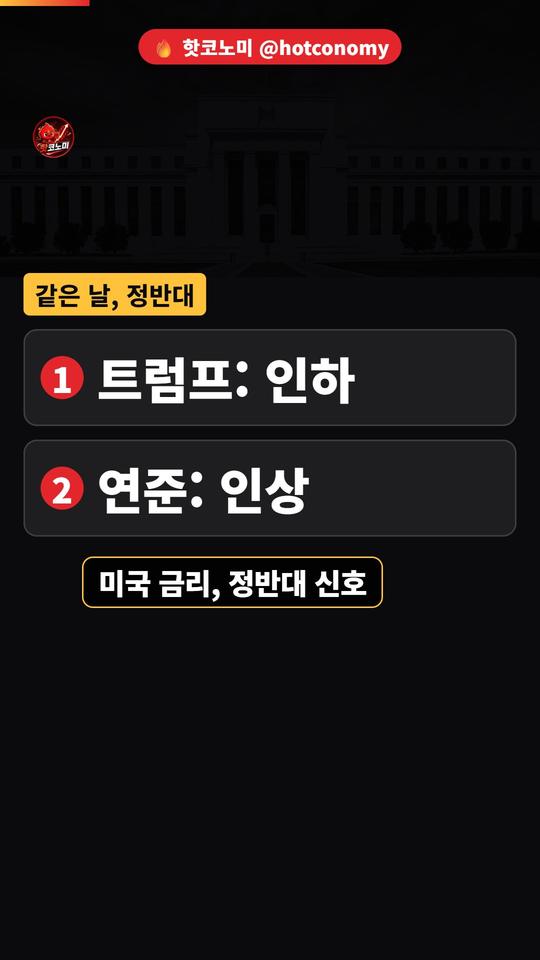 핫코노미 @hotconomy
핫코노미
같은 날, 정반대
1 트럼프: 인하
2 연준: 인상
미국 금리, 정반대 신호